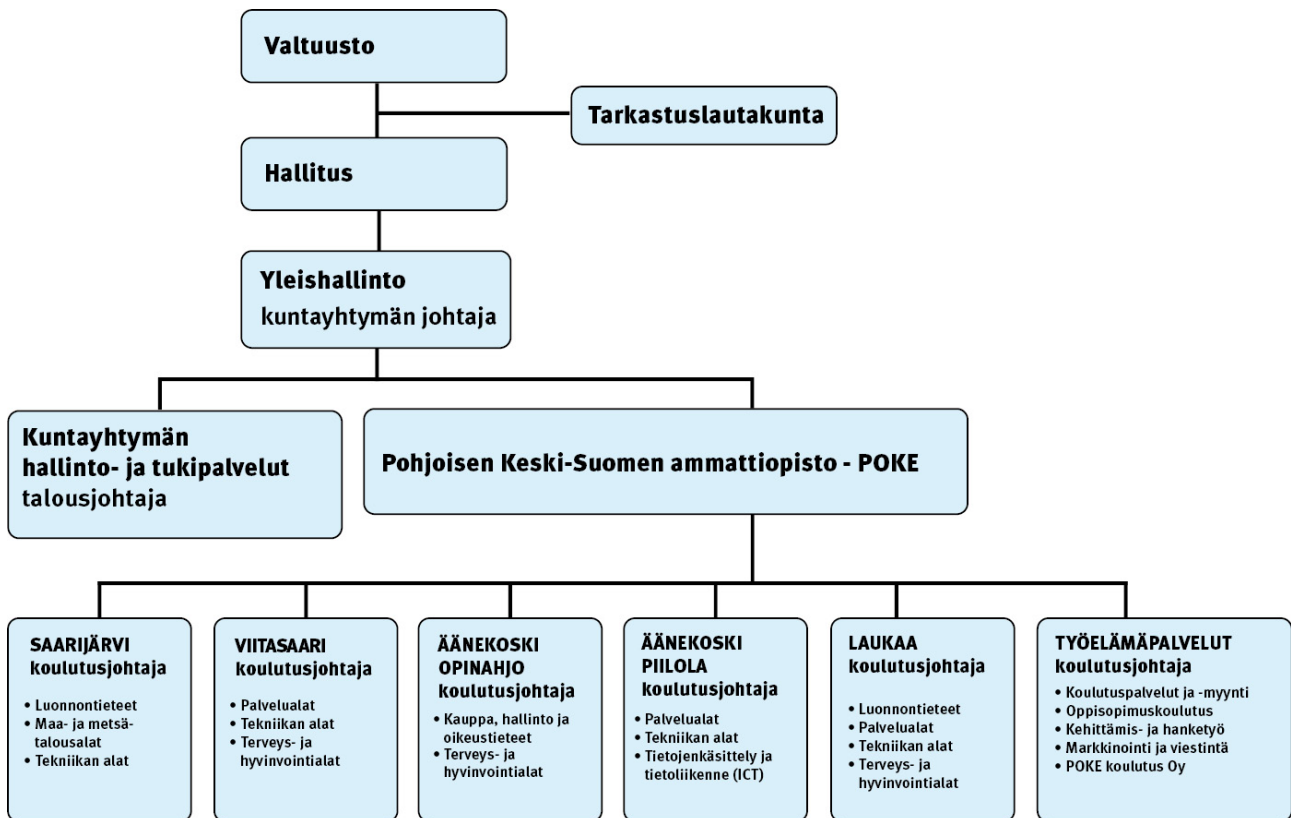 Valtuusto
Tarkastuslautakunta
Hallitus
Yleishallinto
kuntayhtymän johtaja
Kuntayhtymän
hallinto- ja tukipalvelut
talousjohtaja
Pohjoisen Keski-Suomen ammattiopisto - POKE
SAARIJÄRVI
koulutusjohtaja
• Luonnontieteet
• Maa- ja metsä-
talousalat
• Tekniikan alat
VIITASAARI
koulutusjohtaja
• Palvelualat
• Tekniikan alat
• Terveys- ja
hyvinvointialat
ÄÄNEKOSKI
OPINAHJO
koulutusjohtaja
• Kauppa, hallinto ja
oikeustieteet
• Terveys- ja
hyvinvointialat
ÄÄNEKOSKI
PIILOLA
koulutusjohtaja
• Palvelualat
• Tekniikan alat
• Tietojenkäsittely ja
tietoliikenne (ICT)
LAUKAA
koulutusjohtaja
• Luonnontieteet
• Palvelualat
• Tekniikan alat
• Terveys- ja
hyvinvointialat
TYÖELÄMÄPALVELUT
koulutusjohtaja
• Koulutuspalvelut ja -myynti
• Oppisopimuskoulutus
• Kehittämis- ja hanketyö
• Markkinointi ja viestintä
• POKE koulutus Oy